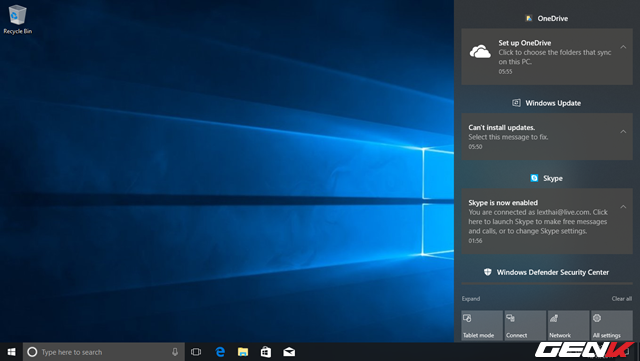 Recycle Bin
OneDrive
Set up OneDrive
Click to choose the folders that sync
on this PC.
05:55
Windows Update
Can't install updates.
Select this message to fix.
05:50
Skype
Skype is now enabled
You are connected as lexthai@live.com. Click
here to launch Skype to make free messages
and calls, or to change Skype settings.
01:56
Windows Defender Security Center
Expand
Clear all
Tablet mode
Connect
Network
All settings
Type here to search
GENK